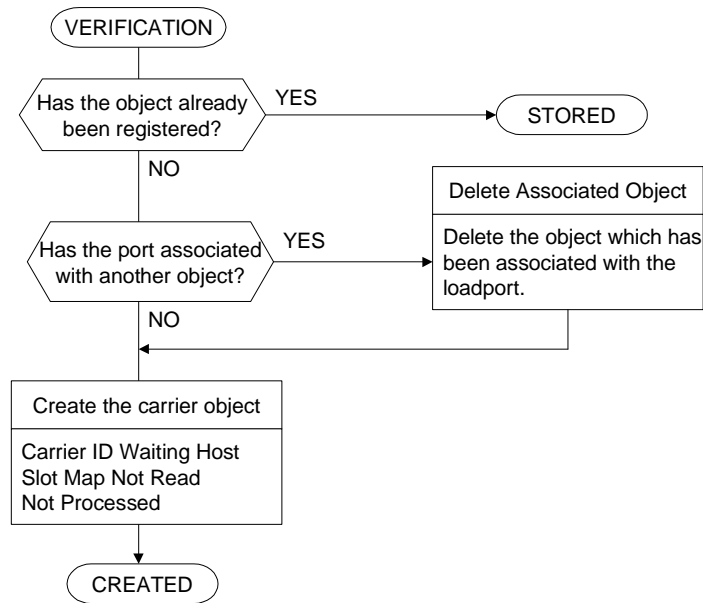 VERIFICATION
Has the object already
been registered?
YES
STORED
NO
Delete Associated Object
Delete the object which has
been associated with the
loadport.
Has the port associated
with another object?
YES
NO
Create the carrier object
Carrier ID Waiting Host
Slot Map Not Read
Not Processed
CREATED